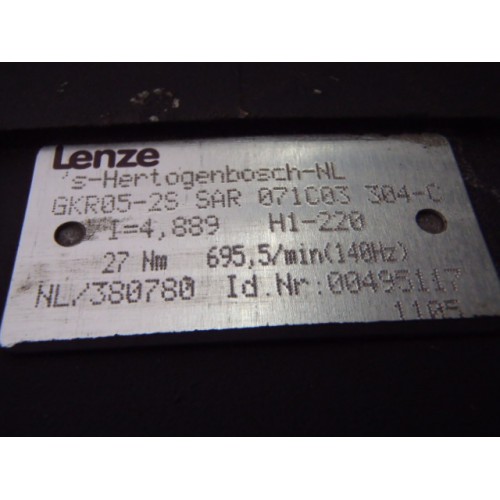 Lenze
's-Hertogenbosch-NL
GKR05-2S SAR 071C03 304-C
I=4,889 H1-220
27 Nm 695,5/min(140Hz)
NL/380780 Id.Nr:00495117
1105